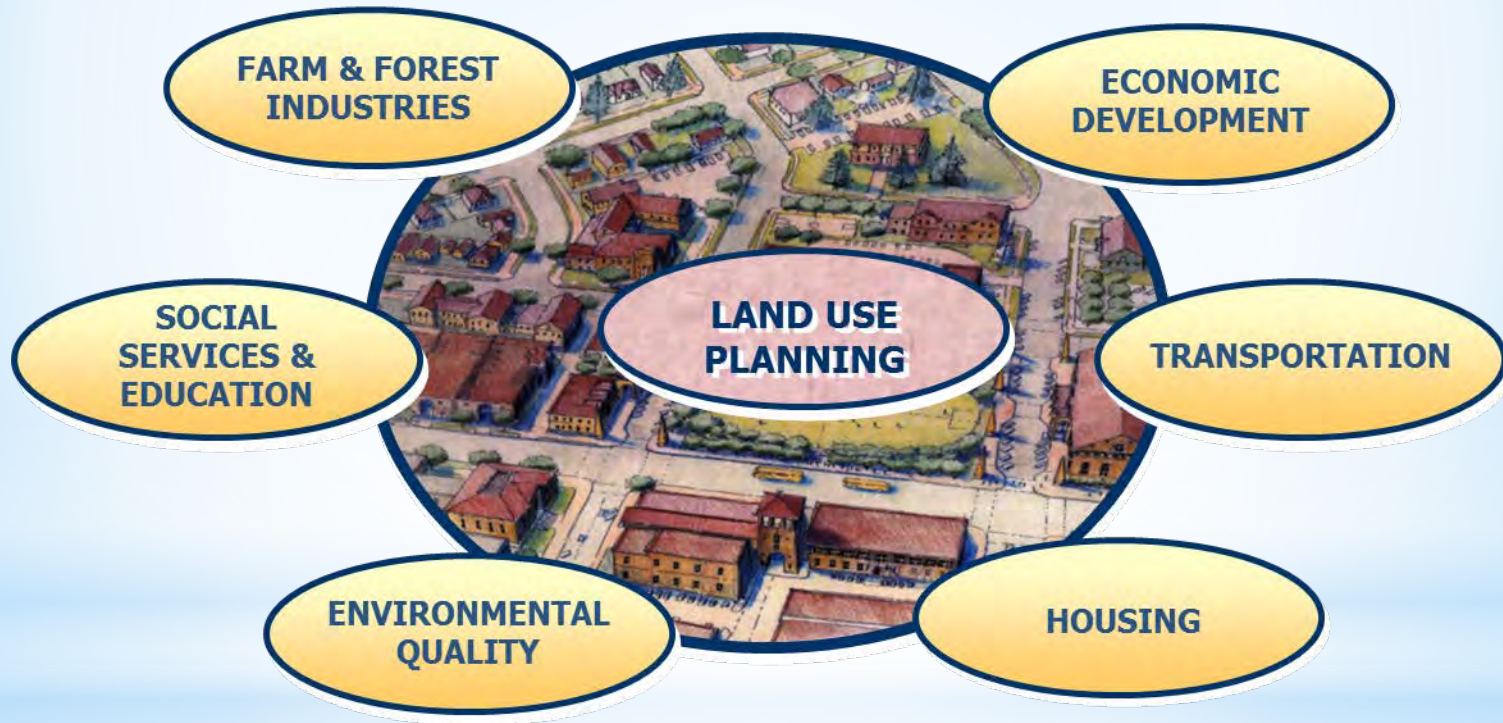 FARM & FOREST
INDUSTRIES
ECONOMIC
DEVELOPMENT
SOCIAL
SERVICES &
EDUCATION
LAND USE
PLANNING
TRANSPORTATION
ENVIRONMENTAL
QUALITY
HOUSING